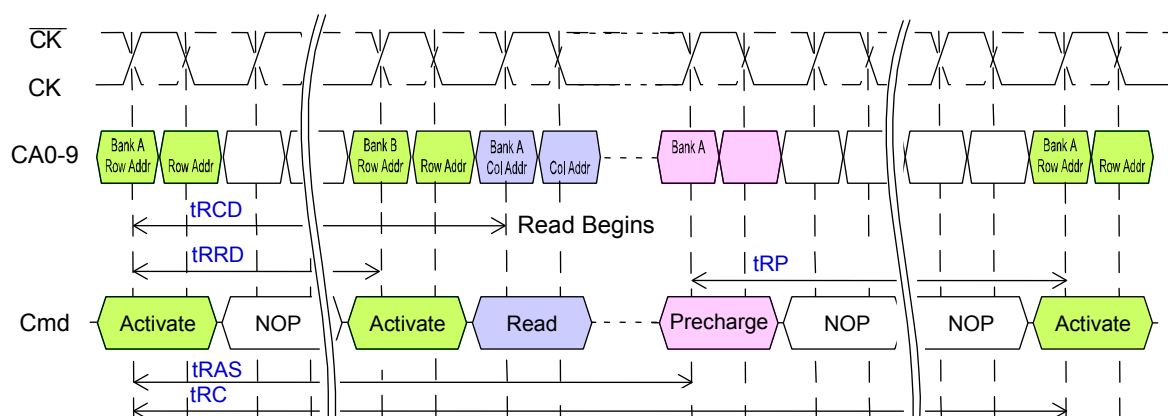 CK
CK
CA0-9
Bank A
Row Addr
Row Addr
Bank B
Row Addr
Row Addr
Bank A
Col Addr
Col Addr
Bank A
Bank A
Row Addr
Row Addr
tRCD
Read Begins
tRRD
tRP
Cmd
Activate
NOP
Activate
Read
Precharge
NOP
NOP
Activate
tRAS
tRC